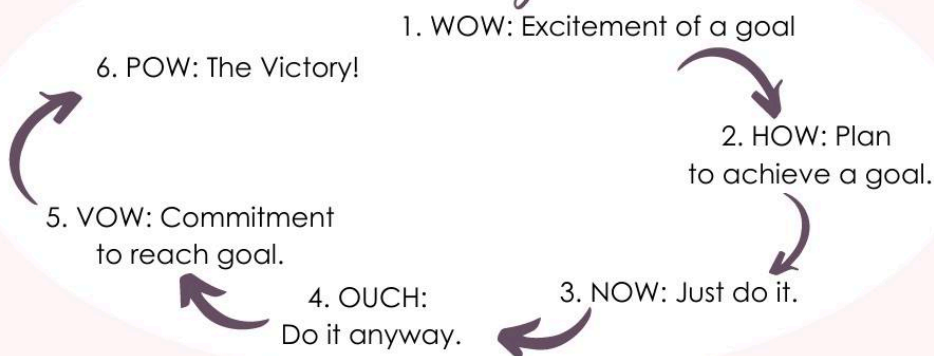 1. WOW: Excitement of a goal
2. HOW: Plan
to achieve a goal.
3. NOW: Just do it.
4. OUCH:
Do it anyway.
5. VOW: Commitment
to reach goal.
6. POW: The Victory!